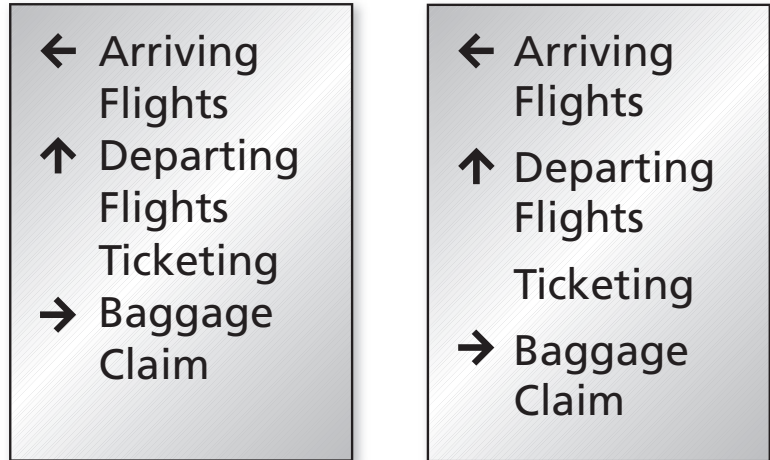 ← Arriving
Flights
↑ Departing
Flights
Ticketing
→ Baggage
Claim
← Arriving
Flights
↑ Departing
Flights
Ticketing
→ Baggage
Claim